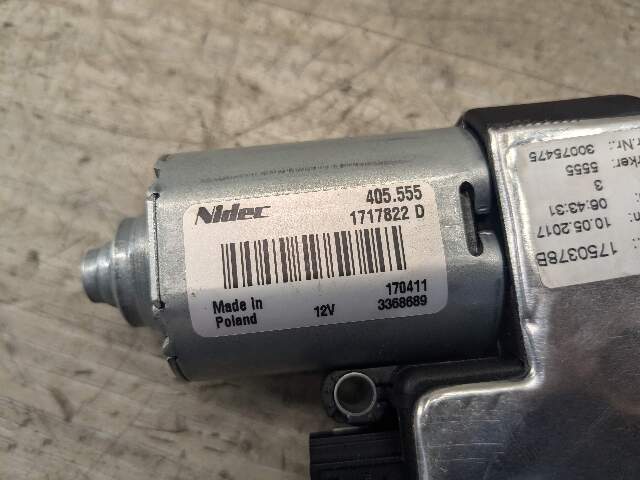 Nidec
405.555
1717822 D
170411
Made in
Poland
12V
3368689
30075475
5555
3
06:43:31
10.05.2017
1750378B